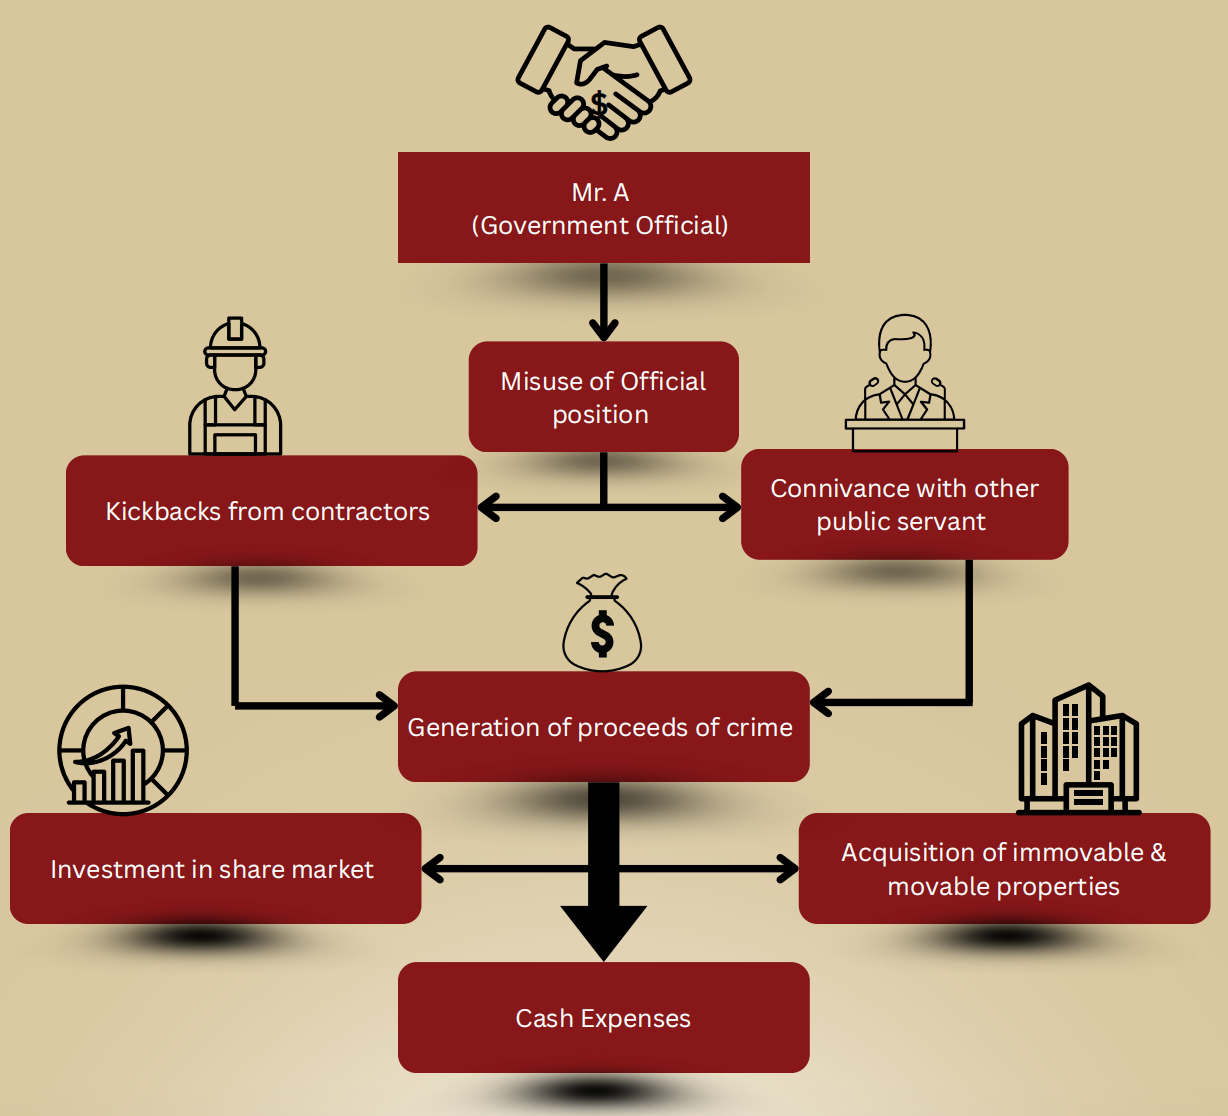 $
Mr. A
(Government Official)
Misuse of Official
position
Kickbacks from contractors
Connivance with other
public servant
$
Generation of proceeds of crime
Investment in share market
Acquisition of immovable &
movable properties
Cash Expenses